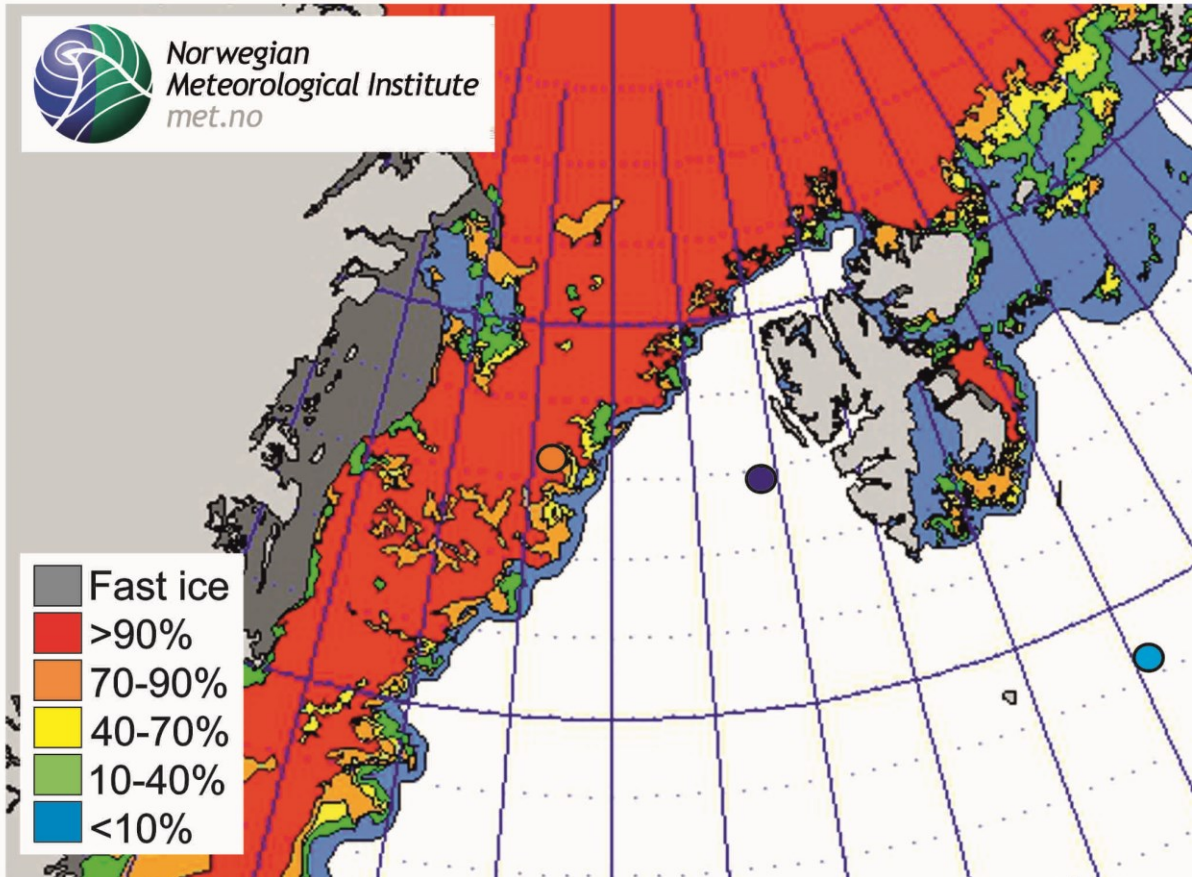 Norwegian
Meteorological Institute
met.no
Fast ice
>90%
70-90%
40-70%
10-40%
<10%